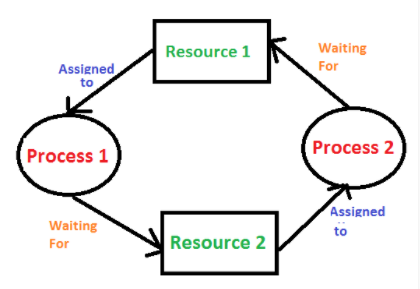 Resource 1
Waiting
For
Assigned
to
Process 1
Process 2
Waiting
For
Resource 2
Assigned
to